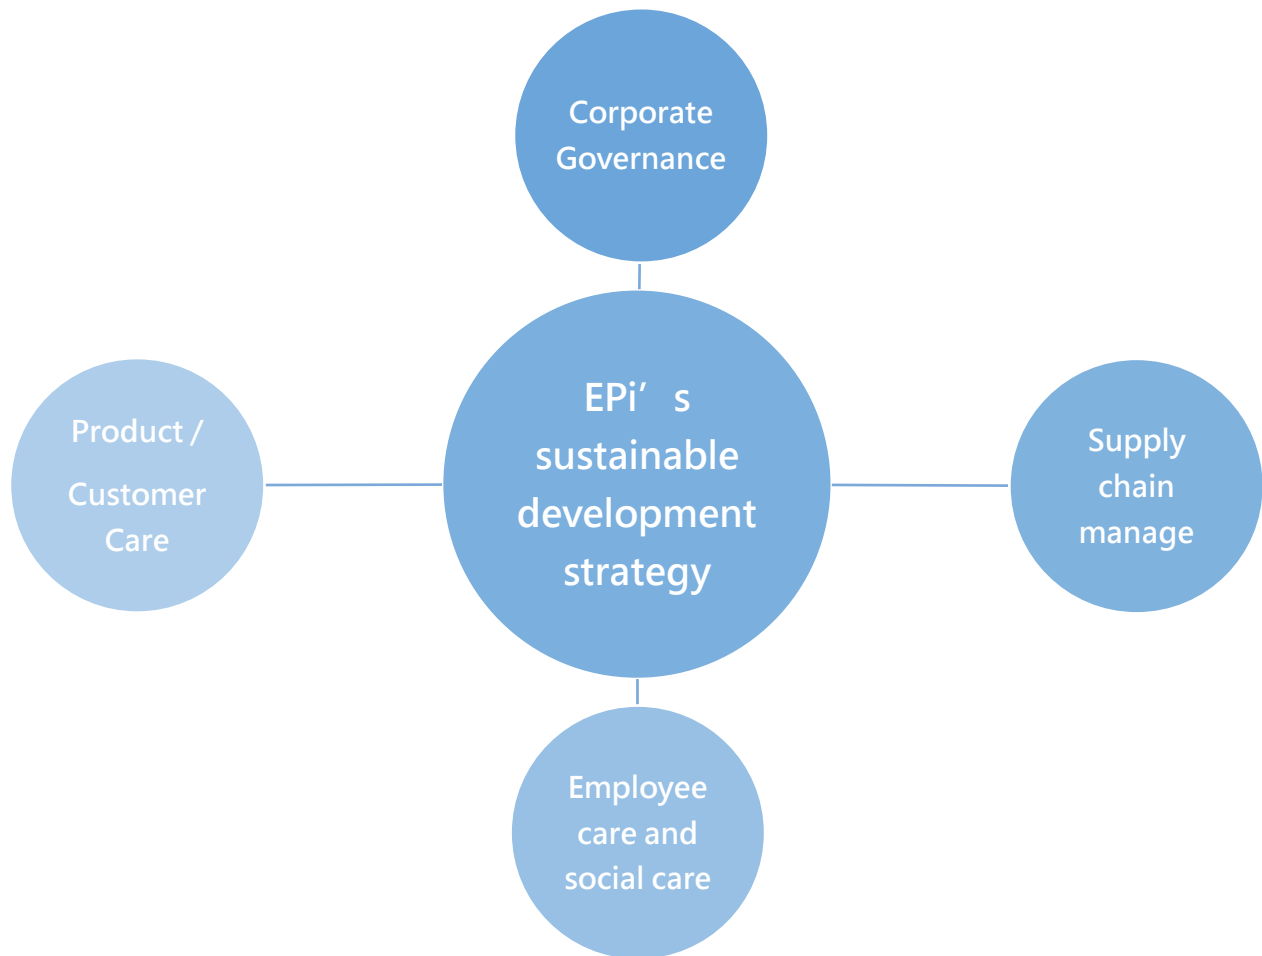 Corporate
Governance
EPi’ s
sustainable
development
strategy
Product /
Customer
Care
Supply
chain
manage
Employee
care and
social care